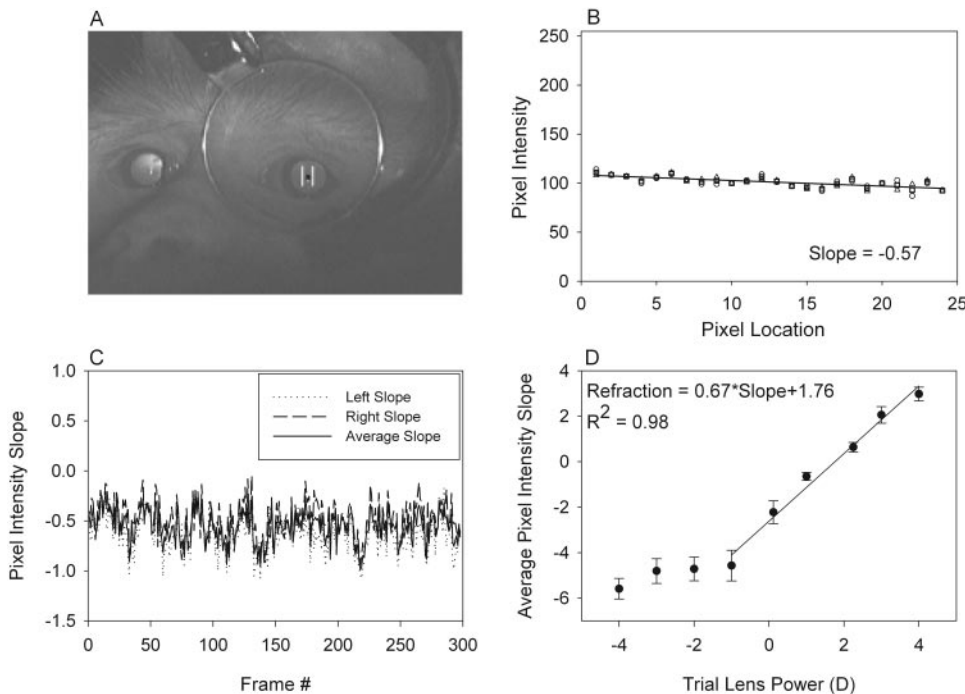 A
B
250
200
150
100
50
0
Pixel Intensity
Slope = -0.57
0
5
10
15
20
25
Pixel Location
C
1.0
0.5
0.0
-0.5
-1.0
-1.5
Pixel Intensity Slope
Left Slope
Right Slope
Average Slope
0
50
100
150
200
250
300
Frame #
D
4
2
0
-2
-4
-6
Average Pixel Intensity Slope
Refraction = 0.67*Slope+1.76
R² = 0.98
-4
-2
0
2
4
Trial Lens Power (D)